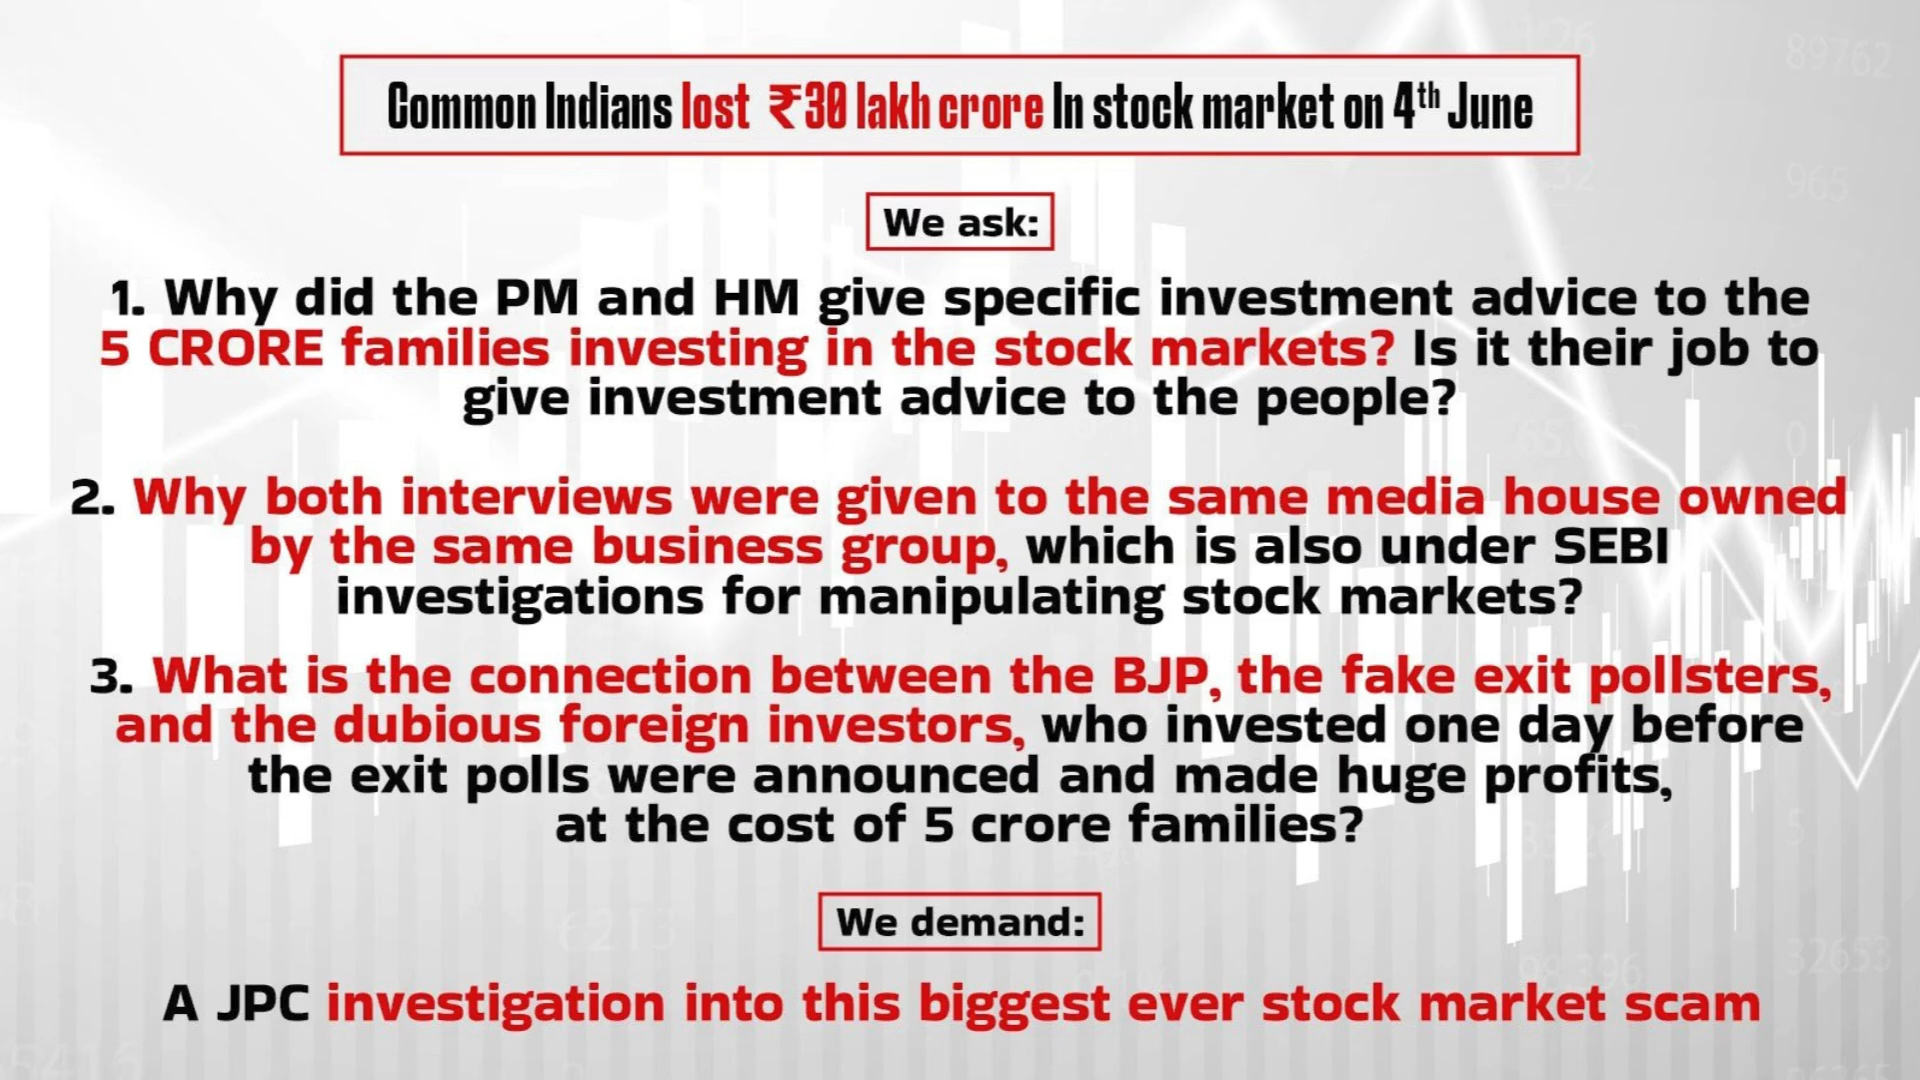 Common Indians lost ₹30 lakh crore In stock market on 4th June
We ask:
1. Why did the PM and HM give specific investment advice to the
5 CRORE families investing in the stock markets? Is it their job to
give investment advice to the people?
2. Why both interviews were given to the same media house owned
by the same business group, which is also under SEBI
investigations for manipulating stock markets?
3. What is the connection between the BJP, the fake exit pollsters,
and the dubious foreign investors, who invested one day before
the exit polls were announced and made huge profits,
at the cost of 5 crore families?
We demand:
A JPC investigation into this biggest ever stock market scam